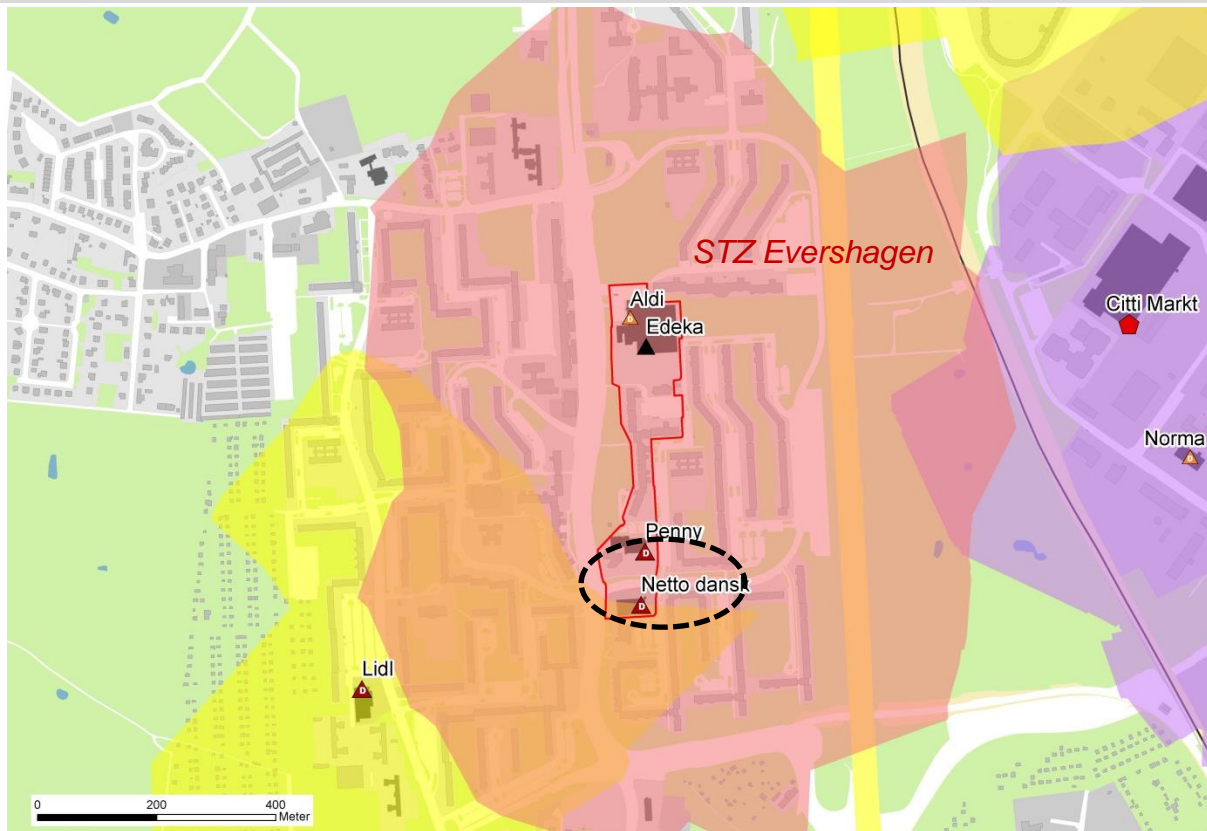 STZ Evershagen
Aldi
D
Edeka
Citti Markt
Norma
D
Penny
D
Netto dansk
D
Lidl
D
0 200 400
Meter